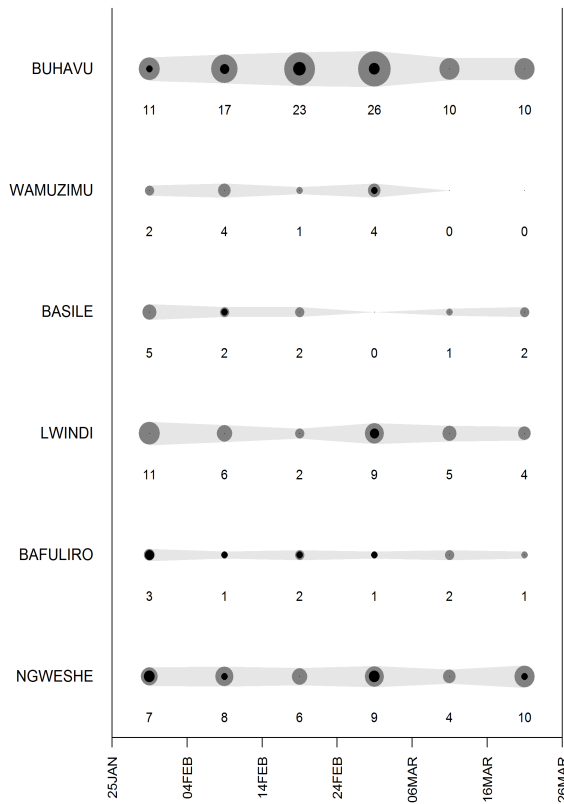 BUHAVU
11 17 23 26 10 10
WAMUZIMU
2 4 1 4 0 0
BASILE
5 2 2 0 1 2
LWINDI
11 6 2 9 5 4
BAFULIRO
3 1 2 1 2 1
NGWESHE
7 8 6 9 4 10
25JAN 04FEB 14FEB 24FEB 06MAR 16MAR 26MAR